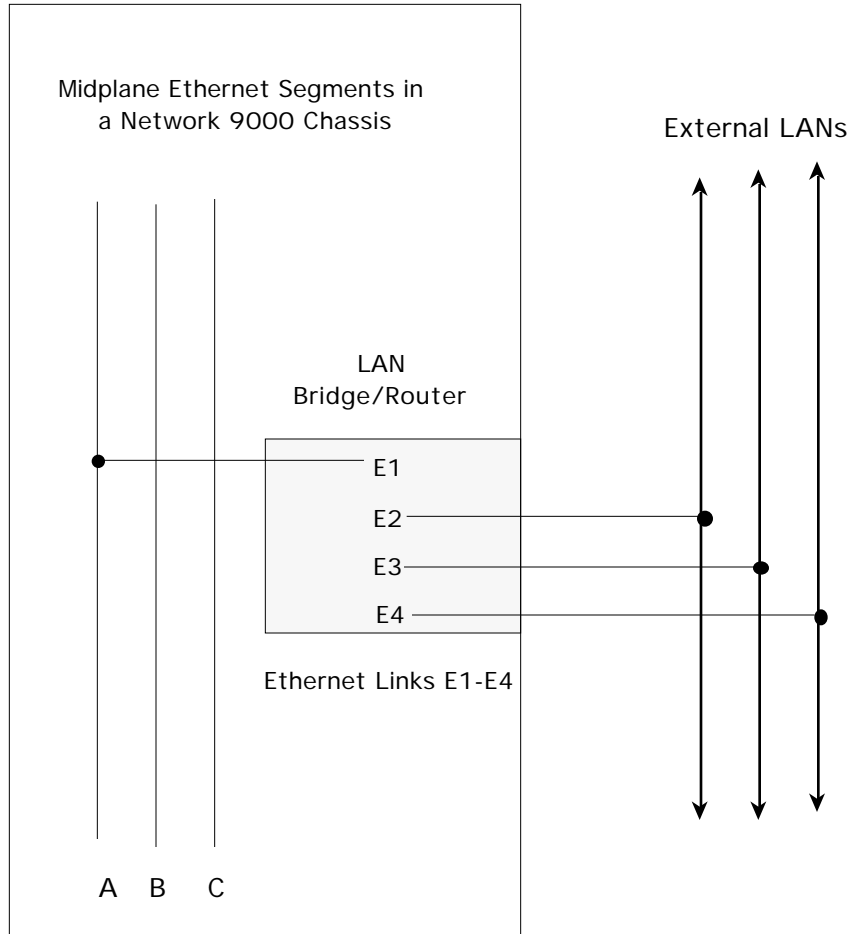 Midplane Ethernet Segments in
a Network 9000 Chassis
External LANs
LAN
Bridge/Router
E1
E2
E3
E4
Ethernet Links E1-E4
A B C